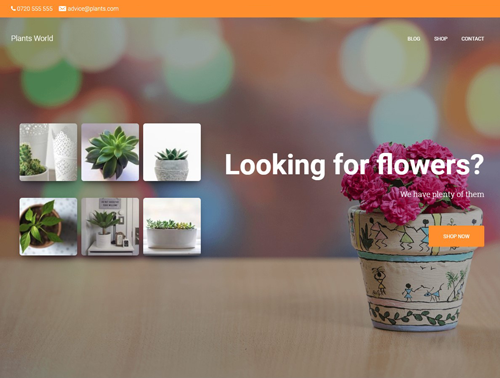 0720 555 555 advice@plants.com
Plants World
BLOG SHOP CONTACT
Looking for flowers?
We have plenty of them
SHOP NOW